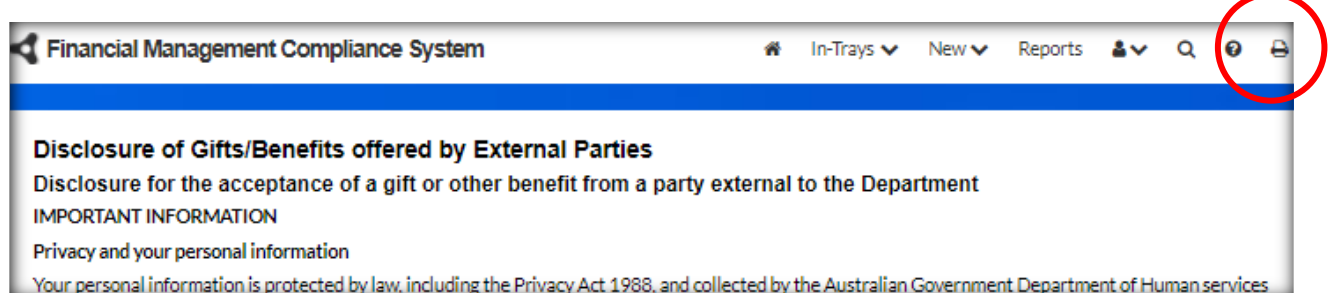 Financial Management Compliance System In-Trays New Reports
Disclosure of Gifts/Benefits offered by External Parties
Disclosure for the acceptance of a gift or other benefit from a party external to the Department
IMPORTANT INFORMATION
Privacy and your personal information
Your personal information is protected by law, including the Privacy Act 1988, and collected by the Australian Government Department of Human services